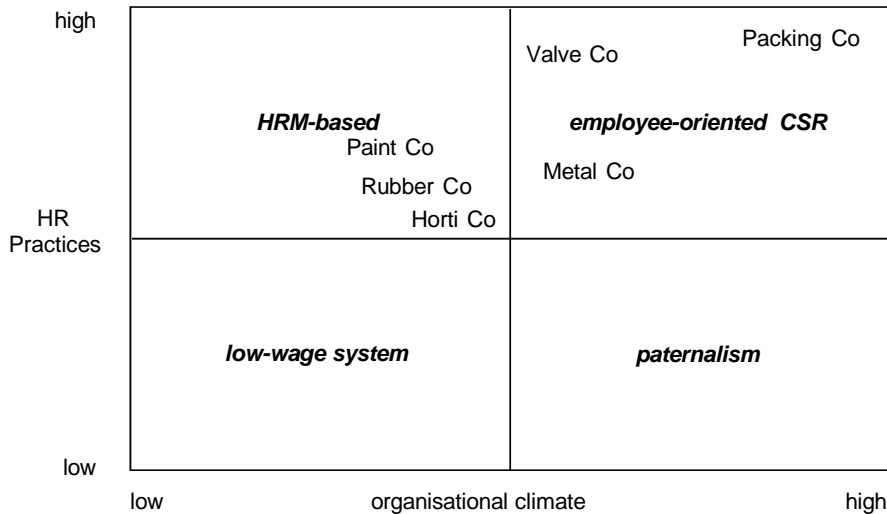 high
Packing Co
Valve Co
HRM-based
employee-oriented CSR
Paint Co
Metal Co
Rubber Co
Horti Co
HR
Practices
low-wage system
paternalism
low
low
organisational climate
high